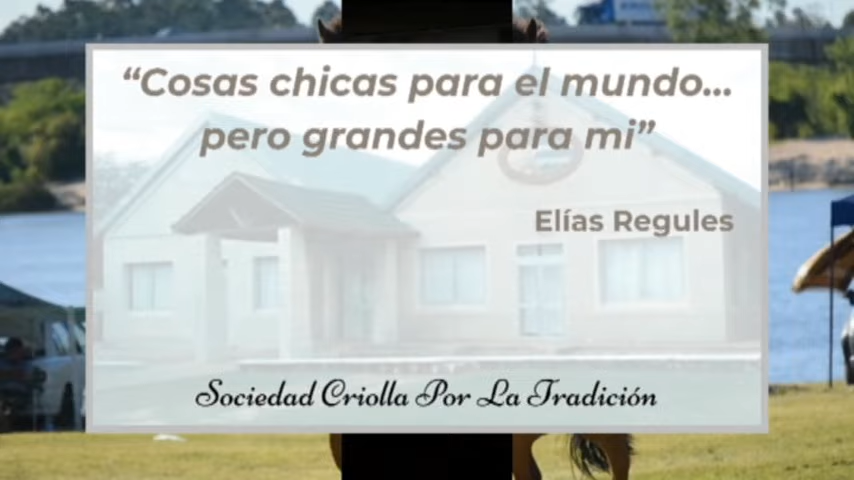 “Cosas chicas para el mundo...
pero grandes para mi”
Elías Regules
Sociedad Criolla Por La Tradición